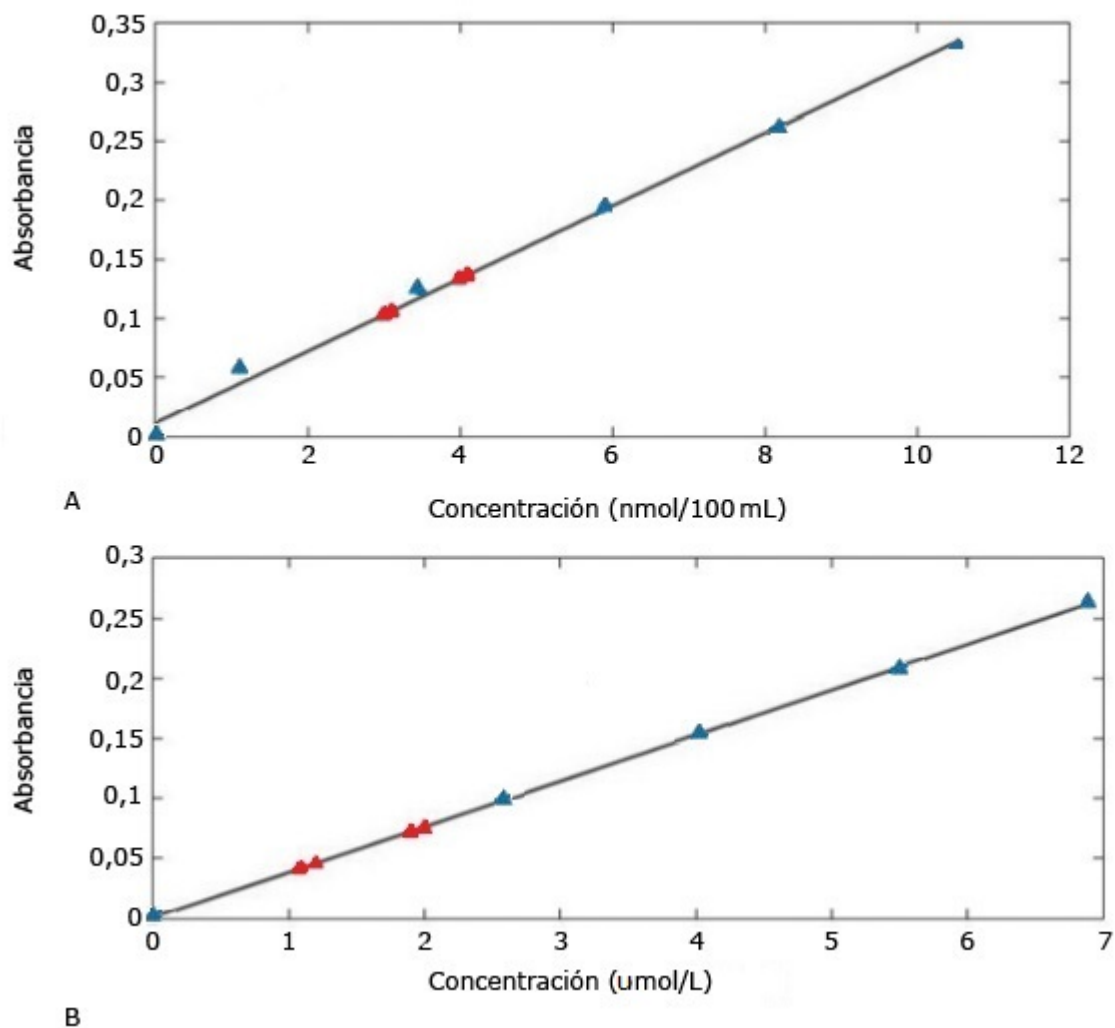 0,35
0,3
0,25
0,2
0,15
0,1
0,05
0
Absorbancia
0 2 4 6 8 10 12
A
Concentración (nmol/100 mL)
0,3
0,25
0,2
0,15
0,1
0,05
0
Absorbancia
0 1 2 3 4 5 6 7
Concentración (umol/L)
B